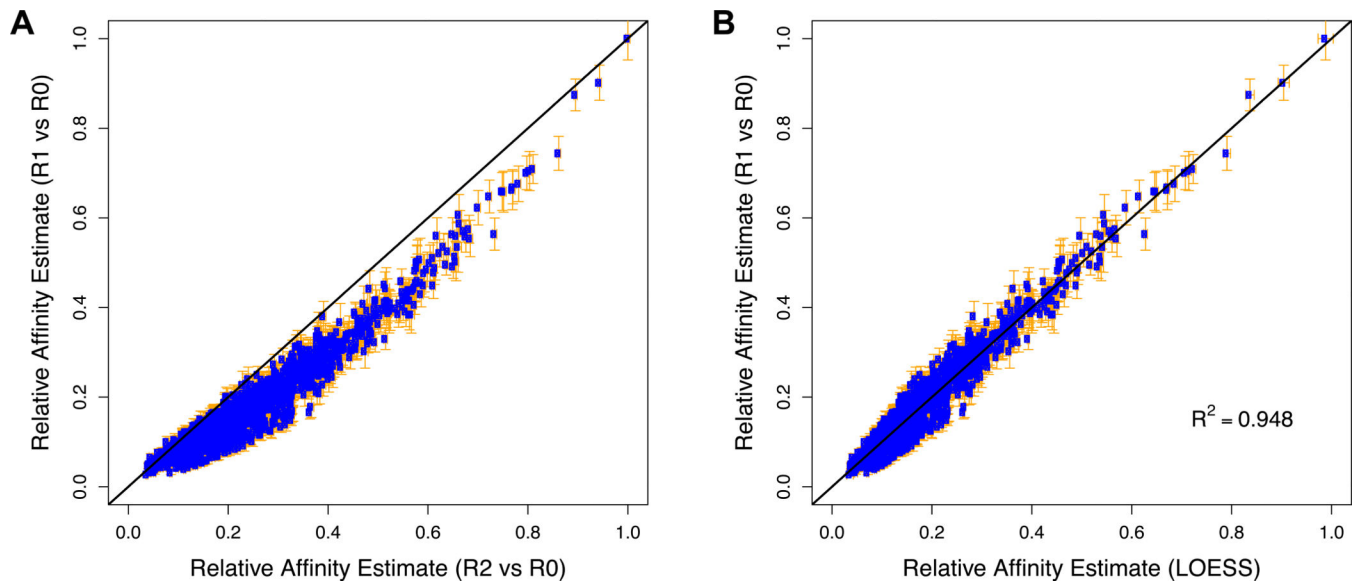 A
Relative Affinity Estimate (R1 vs R0)
1.0
0.8
0.6
0.4
0.2
0.0
0.0 0.2 0.4 0.6 0.8 1.0
Relative Affinity Estimate (R2 vs R0)
B
Relative Affinity Estimate (R1 vs R0)
1.0
0.8
0.6
0.4
0.2
0.0
R² = 0.948
0.0 0.2 0.4 0.6 0.8 1.0
Relative Affinity Estimate (LOESS)